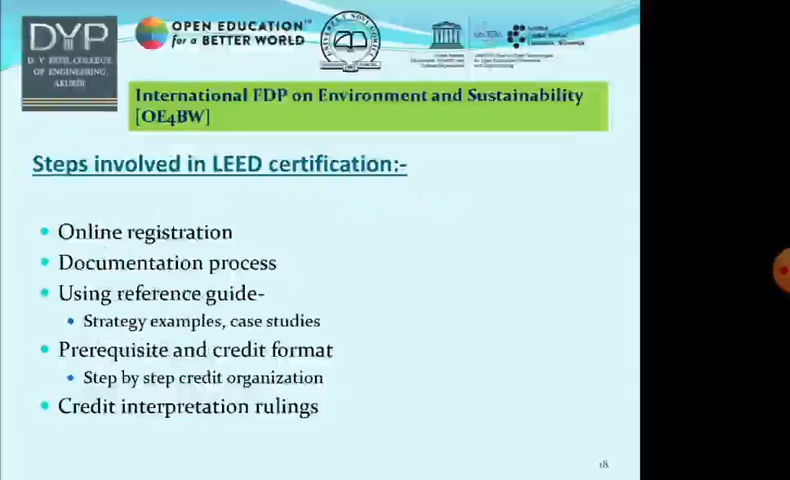 DYP
D. Y. PATIL COLLEGE
OF ENGINEERING,
AKURDI
OPEN EDUCATION
for a BETTER WORLD
International FDP on Environment and Sustainability
[OE4BW]
Steps involved in LEED certification:-
Online registration
Documentation process
Using reference guide-
Strategy examples, case studies
Prerequisite and credit format
Step by step credit organization
Credit interpretation rulings
18